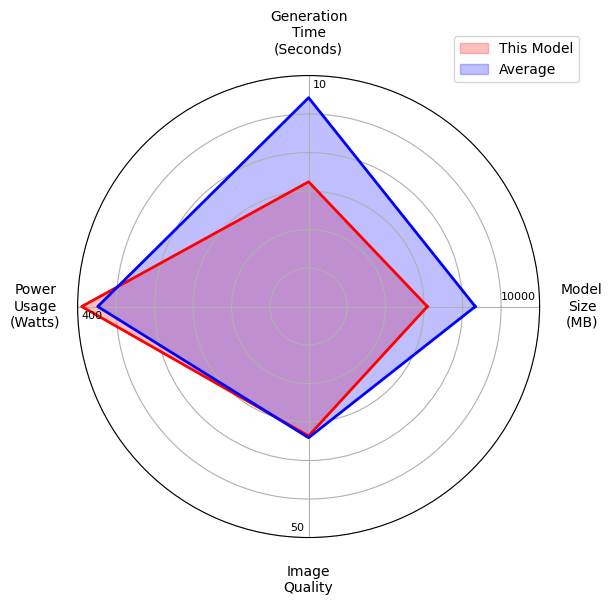 Generation
Time
(Seconds)
This Model
Average
10
Power
Usage
(Watts)
400
10000
Model
Size
(MB)
50
Image
Quality